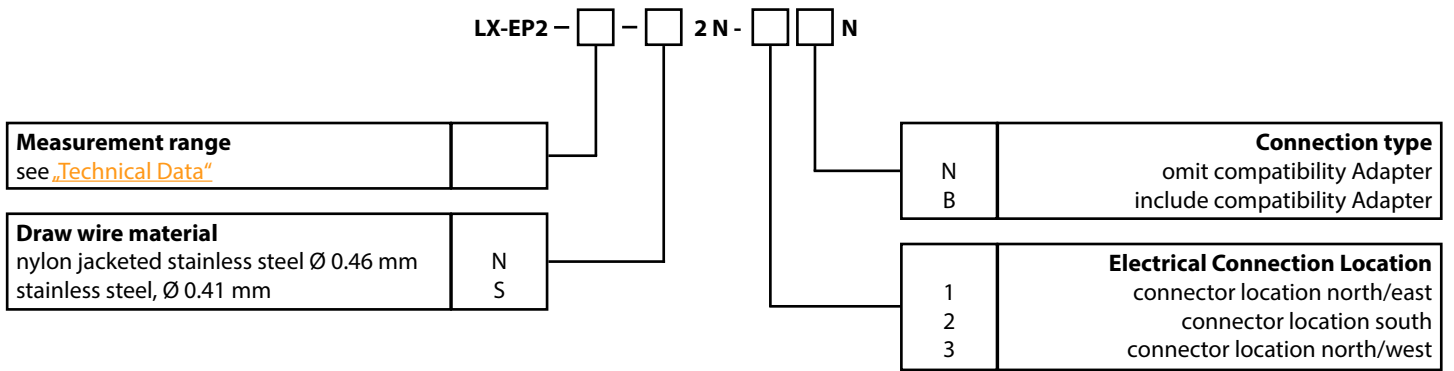 LX-EP2 – – 2 N - N
Measurement range
see „Technical Data“
Draw wire material
nylon jacketed stainless steel Ø 0.46 mm N
stainless steel, Ø 0.41 mm S
Connection type
N omit compatibility Adapter
B include compatibility Adapter
Electrical Connection Location
1 connector location north/east
2 connector location south
3 connector location north/west